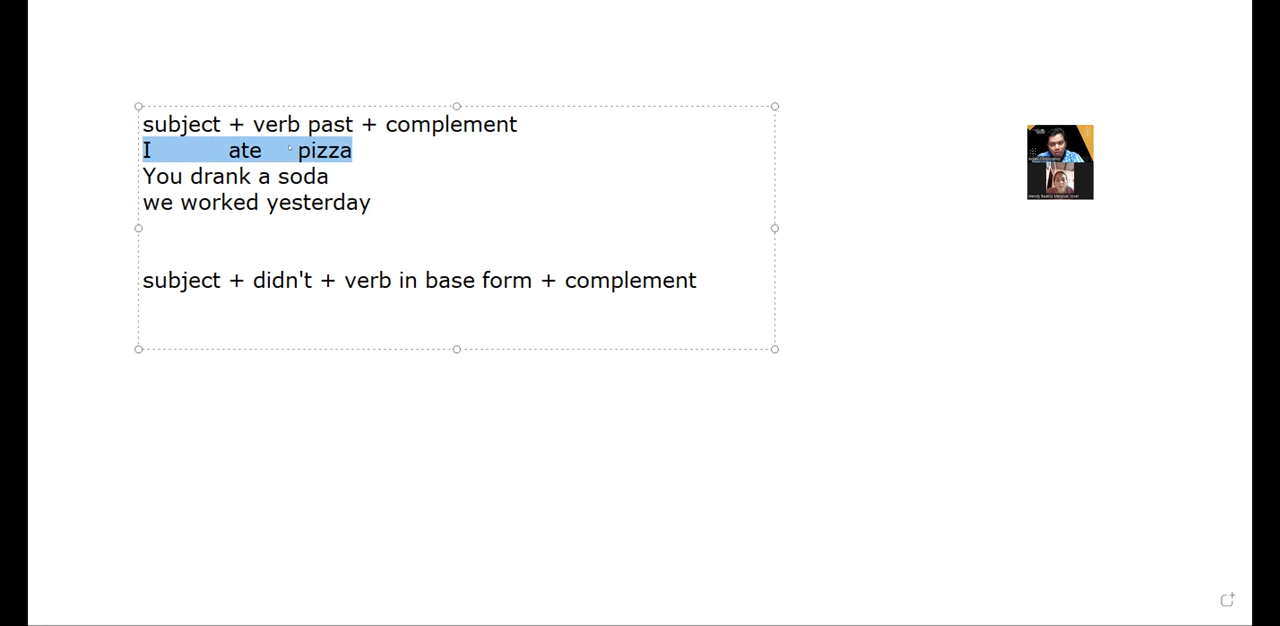 subject + verb past + complement
I ate pizza
You drank a soda
we worked yesterday
subject + didn't + verb in base form + complement